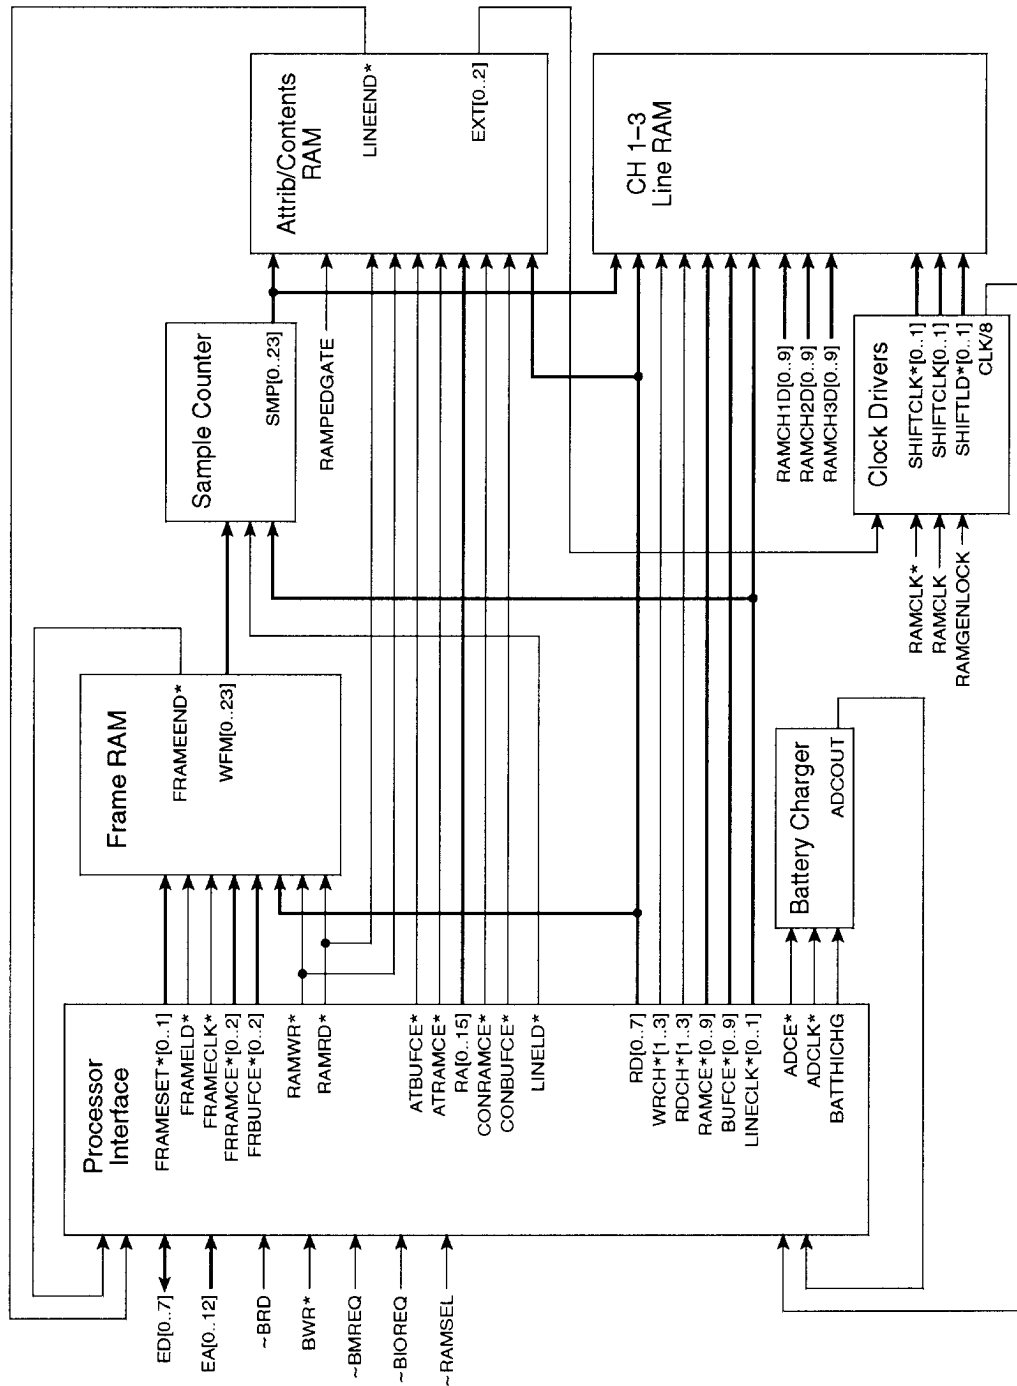 ED[0..7]
EA[0..12]
~BRD
BWR*
~BMREQ
~BIOREQ
~RAMSEL
Processor
Interface
FRAMESET*[0..1]
FRAMELD*
FRAMECLK*
FRRAMCE*[0..2]
FRBUFCE*[0..2]
RAMWR*
RAMRD*
ATBUFCE*
ATRAMCE*
RA[0..15]
CONRAMCE*
CONBUFCE*
LINELD*
RD[0..7]
WRCH*[1..3]
RDCH*[1..3]
RAMCE*[0..9]
BUFCE*[0..9]
LINECLK*[0..1]
ADCE*
ADCLK*
BATTHICHG
Frame RAM
FRAMEEND*
WFM[0..23]
Battery Charger
ADCOUT
Sample Counter
SMP[0..23]
RAMPEDGATE
RAMCH1D[0..9]
RAMCH2D[0..9]
RAMCH3D[0..9]
RAMCLK*
RAMCLK
RAMGENLOCK
Clock Drivers
SHIFTCLK*[0..1]
SHIFTCLK[0..1]
SHIFTLD*[0..1]
CLK/8
Attrib/Contents
RAM
LINEEND*
EXT[0..2]
CH 1–3
Line RAM